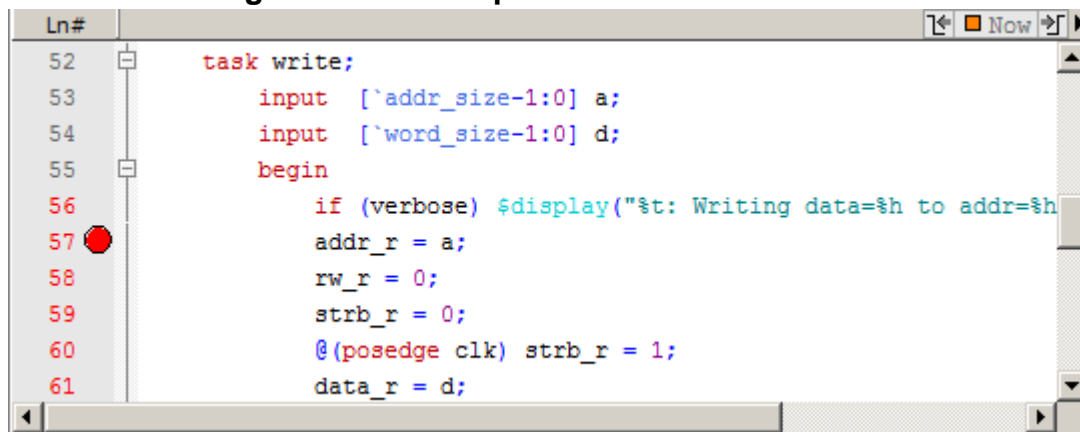 Ln#
Now
52 task write;
53 input [`addr_size-1:0] a;
54 input [`word_size-1:0] d;
55 begin
56 if (verbose) $display("%t: Writing data=%h to addr=%h
57 addr_r = a;
58 rw_r = 0;
59 strb_r = 0;
60 @(posedge clk) strb_r = 1;
61 data_r = d;